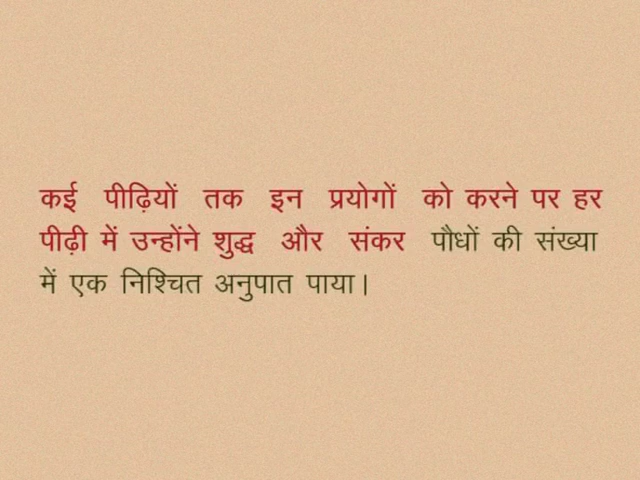 कई पीढ़ियों तक इन प्रयोगों को करने पर हर
पीढ़ी में उन्होंने शुद्ध और संकर पौधों की संख्या
में एक निश्चित अनुपात पाया।